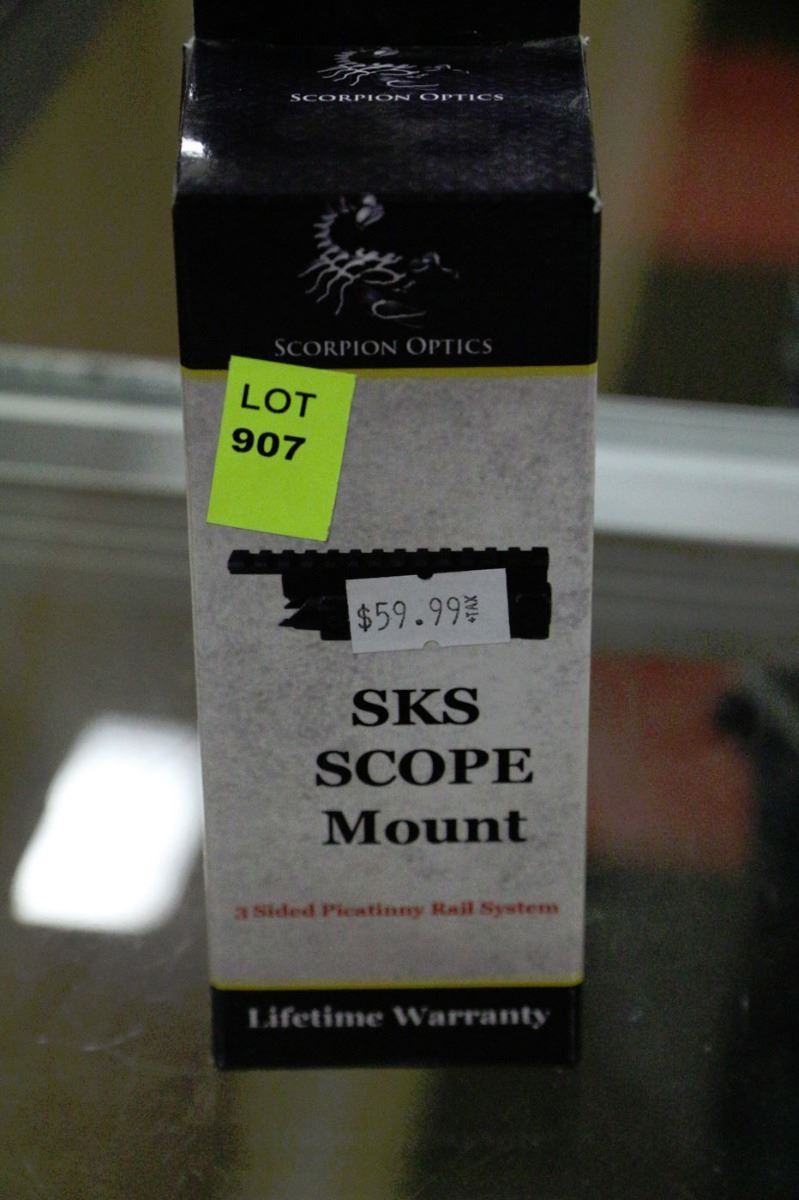 SCORPION OPTICS
SCORPION OPTICS
LOT
907
$59.99 +TAX
SKS
SCOPE
Mount
3 Sided Picatinny Rail System
Lifetime Warranty